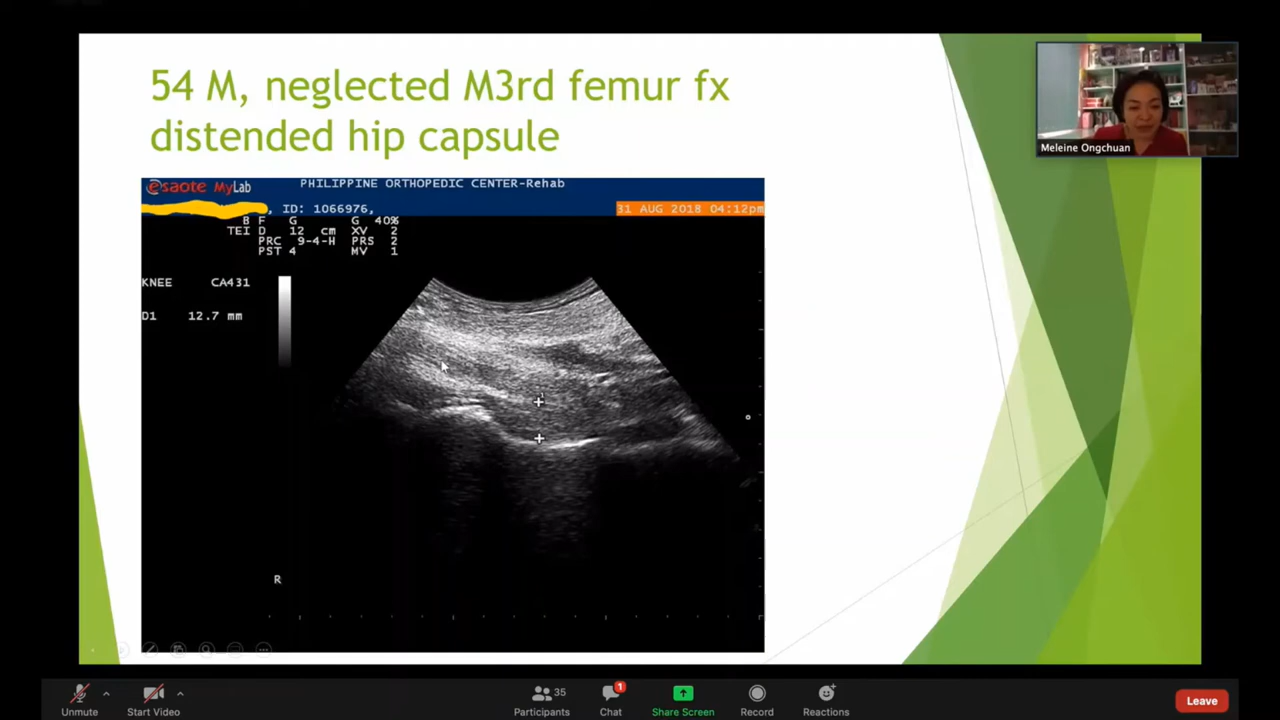 54 M, neglected M3rd femur fx
distended hip capsule
Meleine Ongchuan
esaote MyLab
PHILIPPINE ORTHOPEDIC CENTER-Rehab
, ID: 1066976,
31 AUG 2018 04:12pm
B F G G 40%
TEI D 12 cm XV 2
PRC 9-4-H PRS 2
PST 4 MV 1
KNEE CA431
D1 12.7 mm
1
R
Unmute
Start Video
Participants 35
Chat 1
Share Screen
Record
Reactions
Leave